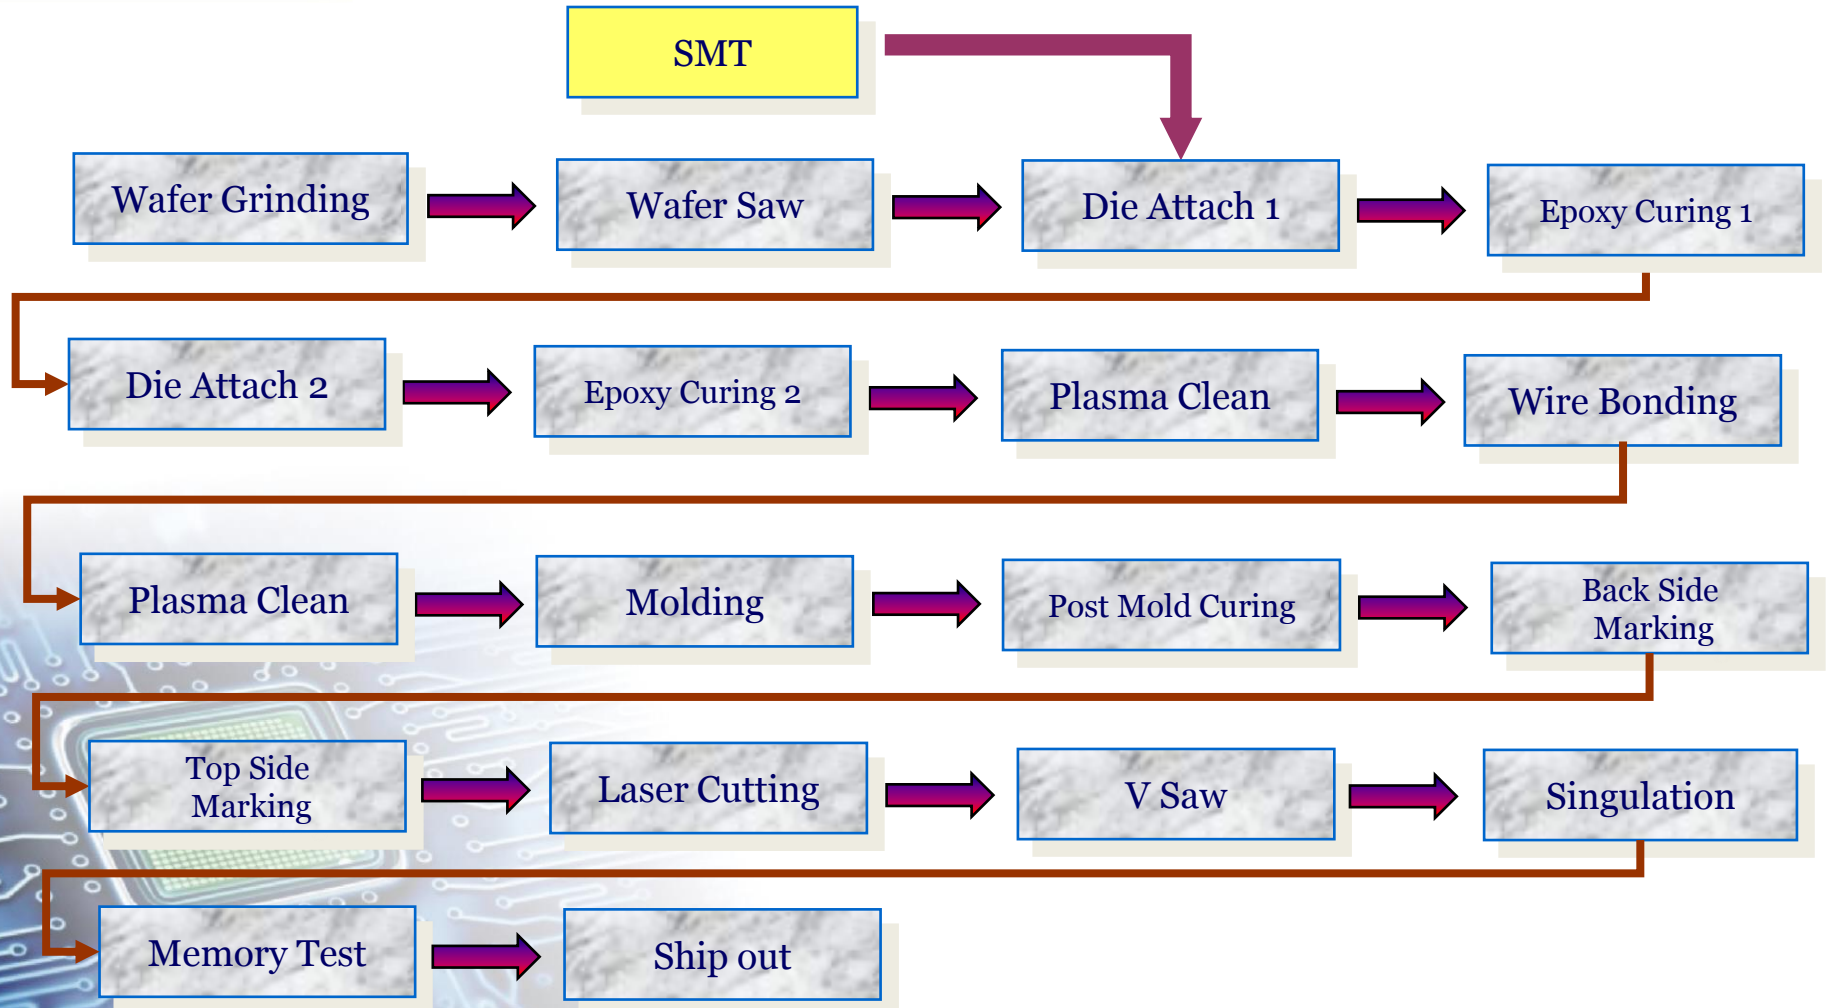 SMT
Wafer Grinding
Wafer Saw
Die Attach 1
Epoxy Curing 1
Die Attach 2
Epoxy Curing 2
Plasma Clean
Wire Bonding
Plasma Clean
Molding
Post Mold Curing
Back Side
Marking
Top Side
Marking
Laser Cutting
V Saw
Singulation
Memory Test
Ship out